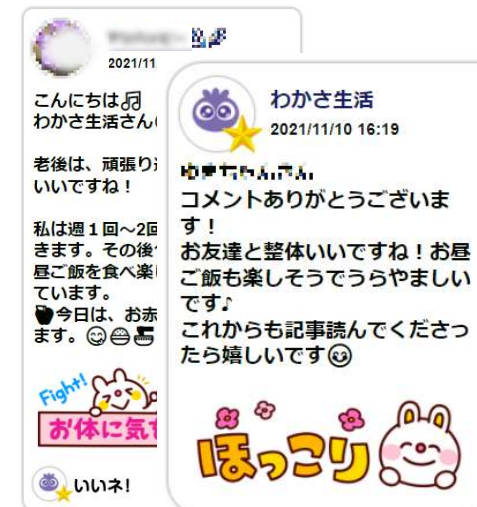 2021/11
こんにちは
わかさ生活さん
老後は、頑張り
いいですね！
私は週１回〜2回
きます。その後
昼ご飯を食べ楽
ています。
今日は、お赤
ます。
Fight!
お体に気
いいネ!
わかさ生活
2021/11/10 16:19
コメントありがとうございま
す！
お友達と整体いいですね！お昼
ご飯も楽しそうでうらやましい
です♪
これからも記事読んでくださっ
たら嬉しいです
ほっこり